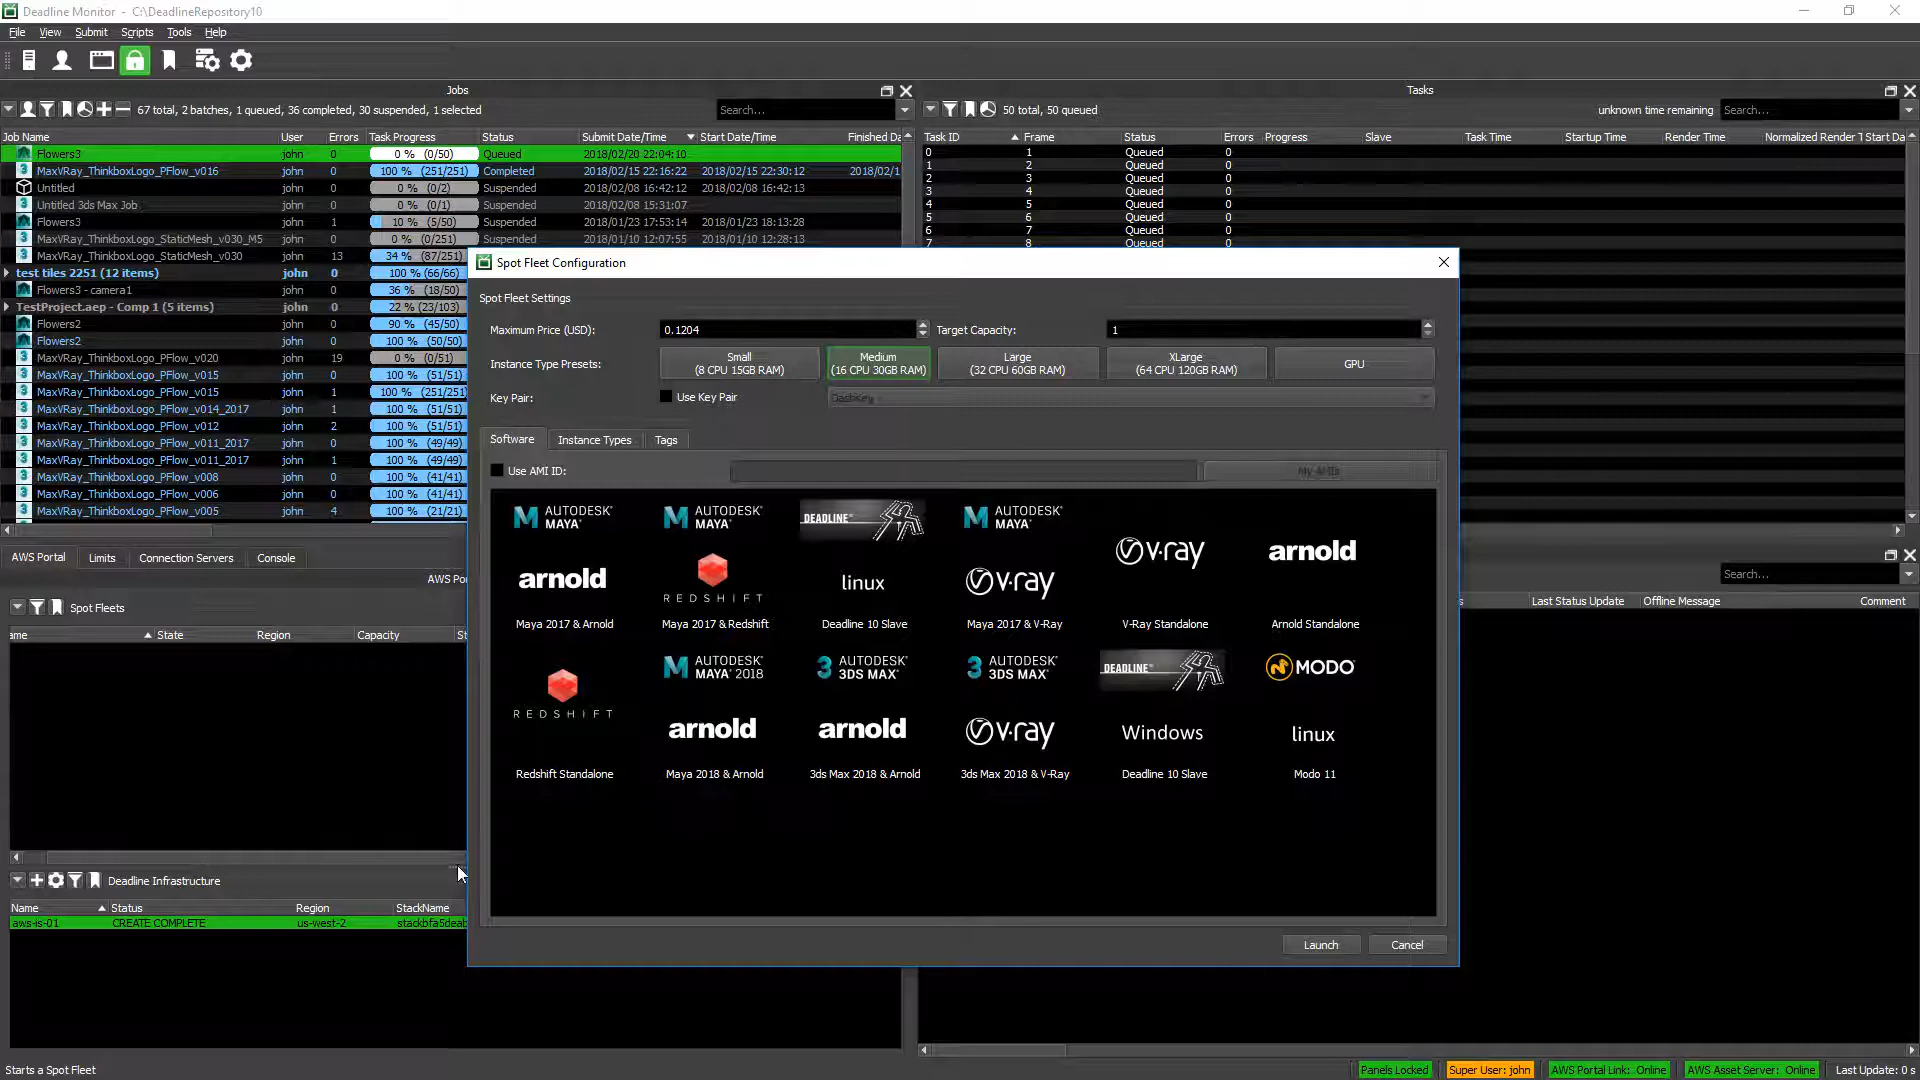 Deadline Monitor - C:\DeadlineRepository10
File View Submit Scripts Tools Help
Jobs
67 total, 2 batches, 1 queued, 36 completed, 30 suspended, 1 selected
Search...
Job Name User Errors Task Progress Status Submit Date/Time Start Date/Time Finished Da
Flowers3 john 0 0 % (0/50) Queued 2018/02/20 22:04:10
MaxVRay_ThinkboxLogo_PFlow_v016 john 0 100 % (251/251) Completed 2018/02/15 22:16:22 2018/02/15 22:30:12 2018/02/1
Untitled john 0 0 % (0/2) Suspended 2018/02/08 16:42:12 2018/02/08 16:42:13
Untitled 3ds Max Job john 0 0 % (0/1) Suspended 2018/02/08 15:31:07
Flowers3 john 1 10 % (5/50) Suspended 2018/01/23 17:53:14 2018/01/23 18:13:28
MaxVRay_ThinkboxLogo_StaticMesh_v030_M5 john 0 0 % (0/251) Suspended 2018/01/10 12:07:55 2018/01/10 12:28:13
MaxVRay_ThinkboxLogo_StaticMesh_v030 john 13 34 % (87/251)
test tiles 2251 (12 items) john 0 100 % (66/66)
Flowers3 - camera1 john 0 36 % (18/50)
TestProject.aep - Comp 1 (5 items) john 0 22 % (23/103)
Flowers2 john 0 90 % (45/50)
Flowers2 john 0 100 % (50/50)
MaxVRay_ThinkboxLogo_PFlow_v020 john 19 0 % (0/51)
MaxVRay_ThinkboxLogo_PFlow_v015 john 0 100 % (51/51)
MaxVRay_ThinkboxLogo_PFlow_v015 john 1 100 % (251/251)
MaxVRay_ThinkboxLogo_PFlow_v014_2017 john 1 100 % (51/51)
MaxVRay_ThinkboxLogo_PFlow_v012 john 2 100 % (51/51)
MaxVRay_ThinkboxLogo_PFlow_v011_2017 john 0 100 % (49/49)
MaxVRay_ThinkboxLogo_PFlow_v011_2017 john 1 100 % (49/49)
MaxVRay_ThinkboxLogo_PFlow_v008 john 0 100 % (41/41)
MaxVRay_ThinkboxLogo_PFlow_v006 john 0 100 % (41/41)
MaxVRay_ThinkboxLogo_PFlow_v005 john 4 100 % (21/21)
Tasks
50 total, 50 queued
unknown time remaining Search...
Task ID Frame Status Errors Progress Slave Task Time Startup Time Render Time Normalized Render T Start Da
0 1 Queued 0
1 2 Queued 0
2 3 Queued 0
3 4 Queued 0
4 5 Queued 0
5 6 Queued 0
6 7 Queued 0
7 8 Queued 0
Spot Fleet Configuration
Spot Fleet Settings
Maximum Price (USD): 0.1204 Target Capacity: 1
Instance Type Presets:
Small
(8 CPU 15GB RAM)
Medium
(16 CPU 30GB RAM)
Large
(32 CPU 60GB RAM)
XLarge
(64 CPU 120GB RAM)
GPU
Key Pair: Use Key Pair DashKey
Software Instance Types Tags
Use AMI ID: My AMIs
AUTODESK MAYA
arnold
Maya 2017 & Arnold
AUTODESK MAYA
REDSHIFT
Maya 2017 & Redshift
DEADLINE
linux
Deadline 10 Slave
AUTODESK MAYA
v·ray
Maya 2017 & V-Ray
v·ray
V-Ray Standalone
arnold
Arnold Standalone
REDSHIFT
Redshift Standalone
AUTODESK MAYA 2018
arnold
Maya 2018 & Arnold
AUTODESK 3DS MAX
arnold
3ds Max 2018 & Arnold
AUTODESK 3DS MAX
v·ray
3ds Max 2018 & V-Ray
DEADLINE
Windows
Deadline 10 Slave
MODO
linux
Modo 11
Launch Cancel
AWS Portal Limits Connection Servers Console
AWS Po
Spot Fleets
ame State Region Capacity St
Deadline Infrastructure
Name Status Region StackName
aws-is-01 CREATE COMPLETE us-west-2 stackbfa5deab
Search...
s Last Status Update Offline Message Comment
Starts a Spot Fleet
Panels Locked Super User: john AWS Portal Link: Online AWS Asset Server: Online Last Update: 0 s